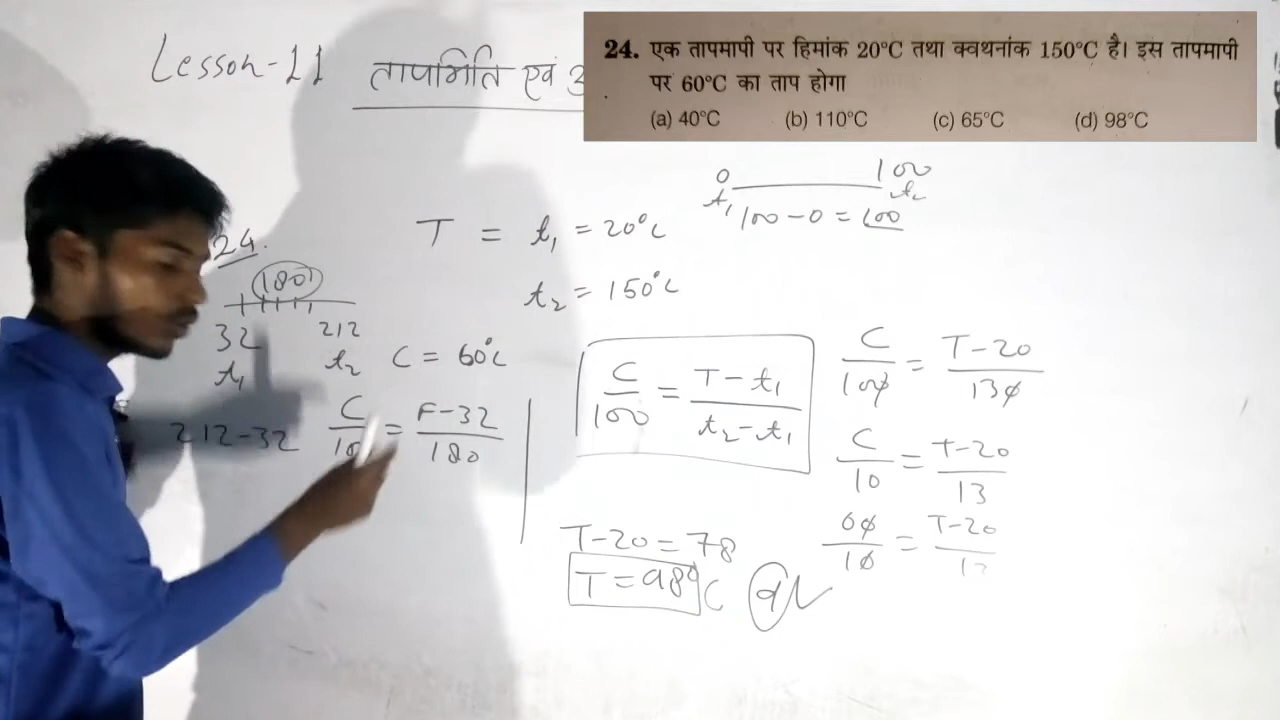 Lesson-11 तापमिति एवं
24. एक तापमापी पर हिमांक 20°C तथा क्वथनांक 150°C है। इस तापमापी
पर 60°C का ताप होगा
(a) 40°C (b) 110°C (c) 65°C (d) 98°C
0 100
t₁ t₂
100-0 = 100
24.
180
32 212
t₁ t₂
212-32
T = t₁ = 20°C
t₂ = 150°C
C = 60°C
C/100 = F-32/180
C/100 = T-t₁/t₂-t₁
C/100 = T-20/130
C/10 = T-20/13
60/10 = T-20/13
T-20 = 78
T = 98°C d